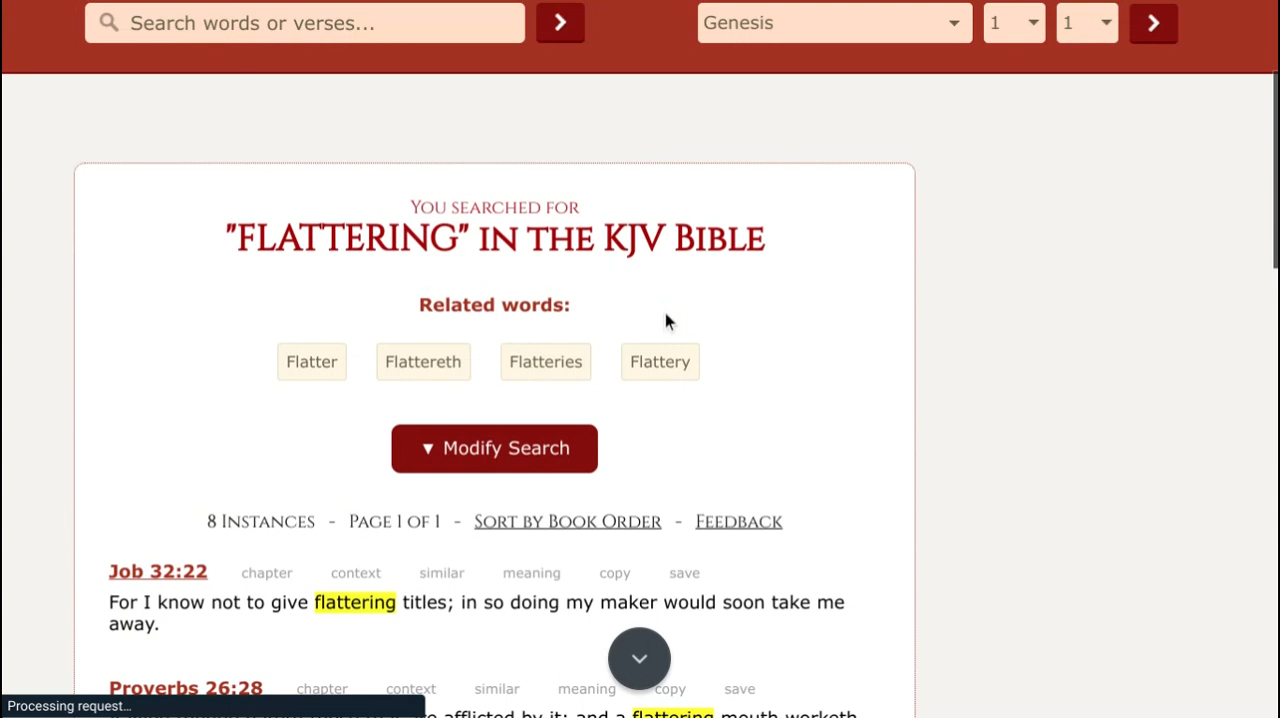 Search words or verses...
Genesis 1 1
You searched for
"FLATTERING" in the KJV Bible
Related words:
Flatter Flattereth Flatteries Flattery
▼ Modify Search
8 Instances - Page 1 of 1 - Sort by Book Order - Feedback
Job 32:22 chapter context similar meaning copy save
For I know not to give flattering titles; in so doing my maker would soon take me
away.
Proverbs 26:28 chapter context similar meaning copy save
Processing request...
afflicted by it; and a flattering mouth worketh